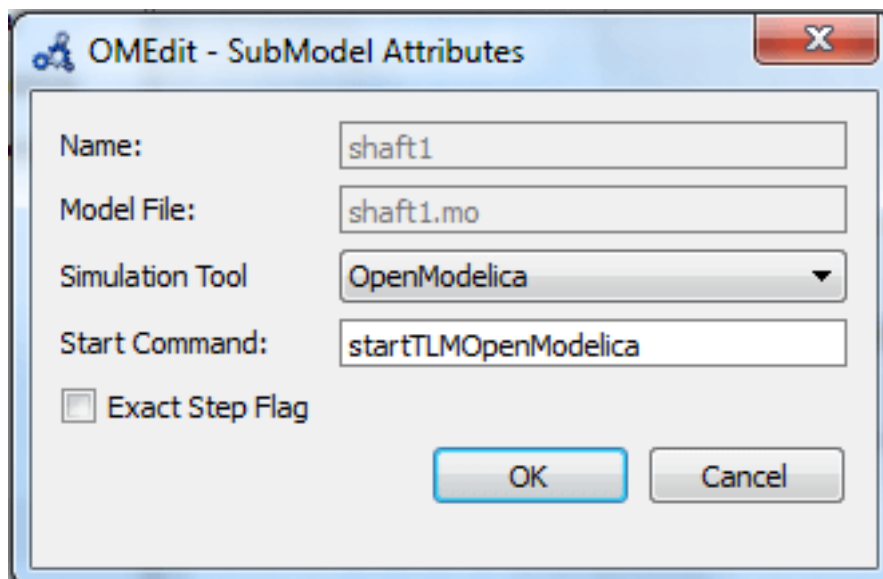 OMEdit - SubModel Attributes
Name: shaft1
Model File: shaft1.mo
Simulation Tool OpenModelica
Start Command: startTLMOpenModelica
Exact Step Flag
OK Cancel